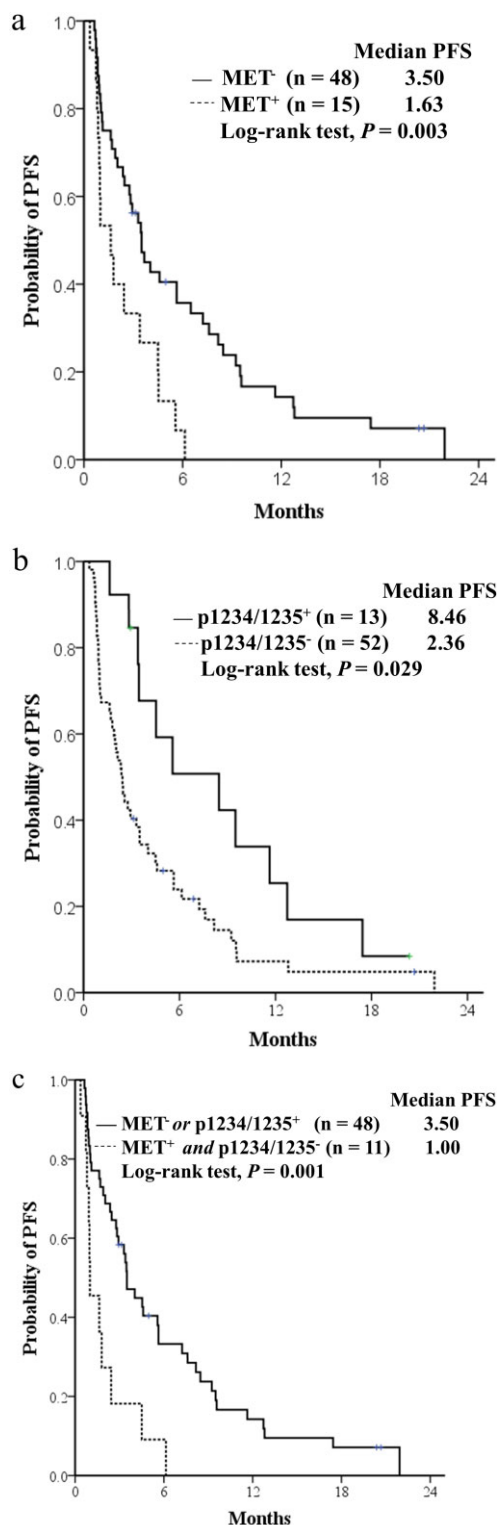 a
Median PFS
MET⁻ (n = 48) 3.50
MET⁺ (n = 15) 1.63
Log-rank test, P = 0.003
Probabiltiy of PFS
1.0
0.8
0.6
0.4
0.2
0.0
0 6 12 18 24
Months
b
Median PFS
p1234/1235⁺ (n = 13) 8.46
p1234/1235⁻ (n = 52) 2.36
Log-rank test, P = 0.029
Probability of PFS
1.0
0.8
0.6
0.4
0.2
0.0
0 6 12 18 24
Months
c
Median PFS
MET⁻ or p1234/1235⁺ (n = 48) 3.50
MET⁺ and p1234/1235⁻ (n = 11) 1.00
Log-rank test, P = 0.001
Probability of PFS
1.0
0.8
0.6
0.4
0.2
0.0
0 6 12 18 24
Months